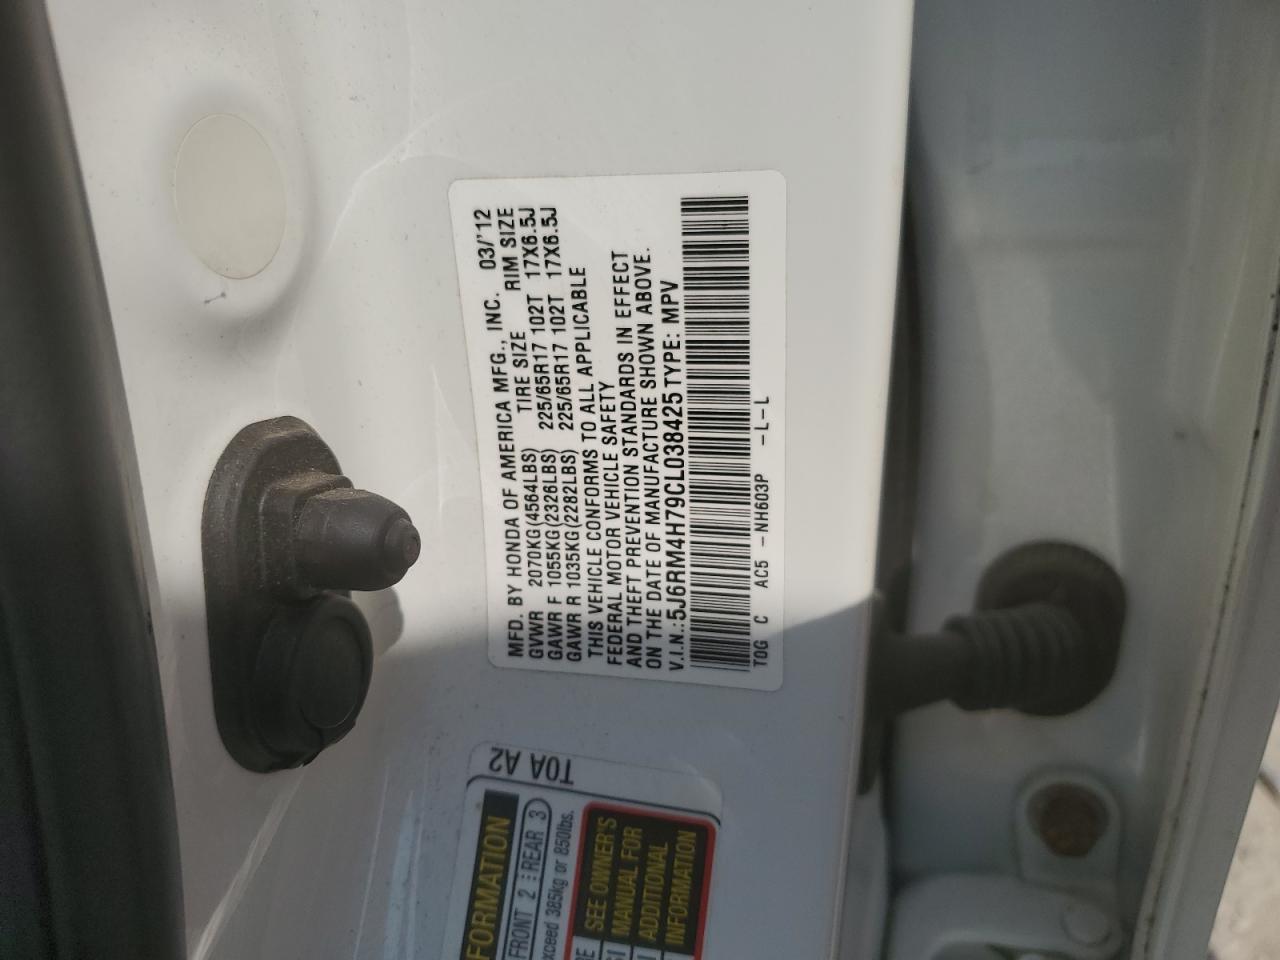 MFD. BY HONDA OF AMERICA MFG., INC. 03/'12
GVWR 2070KG(4564LBS) TIRE SIZE RIM SIZE
GAWR F 1055KG(2326LBS) 225/65R17 102T 17X6.5J
GAWR R 1035KG(2282LBS) 225/65R17 102T 17X6.5J
THIS VEHICLE CONFORMS TO ALL APPLICABLE
FEDERAL MOTOR VEHICLE SAFETY
AND THEFT PREVENTION STANDARDS IN EFFECT
ON THE DATE OF MANUFACTURE SHOWN ABOVE.
V.I.N.:5J6RM4H79CL038425 TYPE: MPV
TOG C AC5 -NH603P -L-L
T0A A2
FRONT 2 REAR 3
or 850lbs.
SEE OWNER'S
MANUAL FOR
ADDITIONAL
INFORMATION